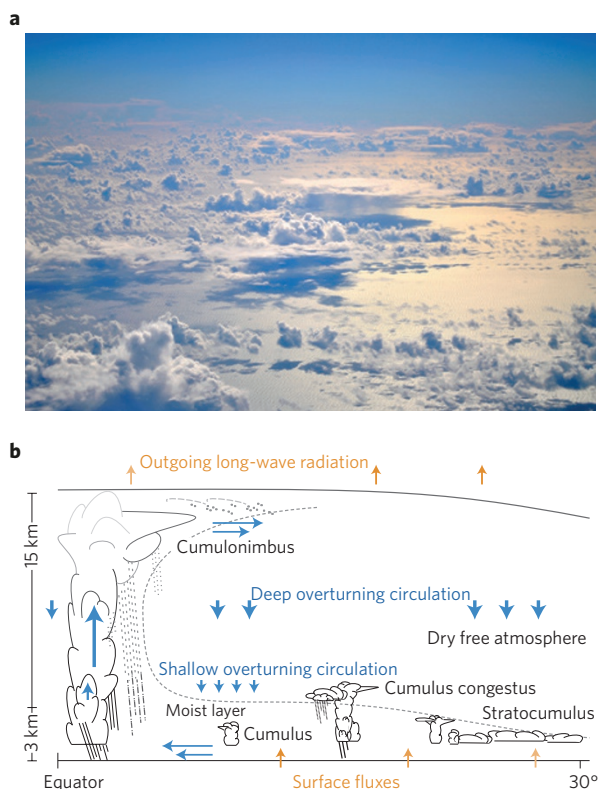 a
b
Outgoing long-wave radiation
15 km
Cumulonimbus
Deep overturning circulation
Dry free atmosphere
Shallow overturning circulation
Cumulus congestus
Moist layer
Stratocumulus
3 km
Cumulus
Equator
Surface fluxes
30°